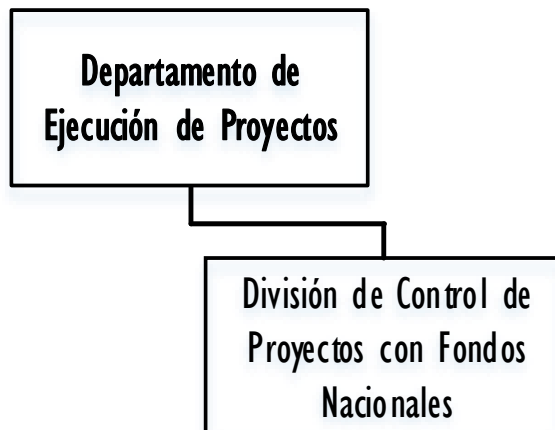 Departamento de
Ejecución de Proyectos
División de Control de
Proyectos con Fondos
Nacionales